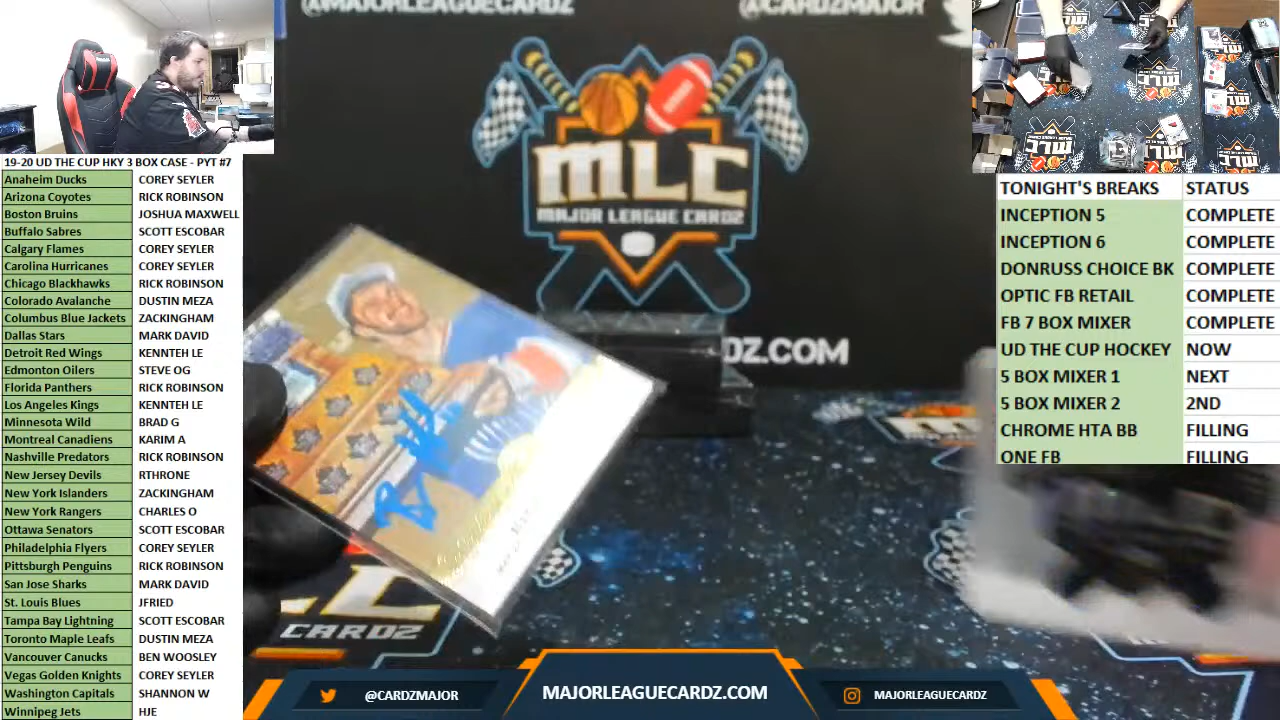 @AMAJORLEAGUECARDZ
@CARDZMAJOR
MLC
MAJOR LEAGUE CARDZ
DZ.COM
CARDZ
19-20 UD THE CUP HKY 3 BOX CASE - PYT #7
Anaheim Ducks COREY SEYLER
Arizona Coyotes RICK ROBINSON
Boston Bruins JOSHUA MAXWELL
Buffalo Sabres SCOTT ESCOBAR
Calgary Flames COREY SEYLER
Carolina Hurricanes COREY SEYLER
Chicago Blackhawks RICK ROBINSON
Colorado Avalanche DUSTIN MEZA
Columbus Blue Jackets ZACKINGHAM
Dallas Stars MARK DAVID
Detroit Red Wings KENNTEH LE
Edmonton Oilers STEVE OG
Florida Panthers RICK ROBINSON
Los Angeles Kings KENNTEH LE
Minnesota Wild BRAD G
Montreal Canadiens KARIM A
Nashville Predators RICK ROBINSON
New Jersey Devils RTHRONE
New York Islanders ZACKINGHAM
New York Rangers CHARLES O
Ottawa Senators SCOTT ESCOBAR
Philadelphia Flyers COREY SEYLER
Pittsburgh Penguins RICK ROBINSON
San Jose Sharks MARK DAVID
St. Louis Blues JFRIED
Tampa Bay Lightning SCOTT ESCOBAR
Toronto Maple Leafs DUSTIN MEZA
Vancouver Canucks BEN WOOSLEY
Vegas Golden Knights COREY SEYLER
Washington Capitals SHANNON W
Winnipeg Jets HJE
TONIGHT'S BREAKS STATUS
INCEPTION 5 COMPLETE
INCEPTION 6 COMPLETE
DONRUSS CHOICE BK COMPLETE
OPTIC FB RETAIL COMPLETE
FB 7 BOX MIXER COMPLETE
UD THE CUP HOCKEY NOW
5 BOX MIXER 1 NEXT
5 BOX MIXER 2 2ND
CHROME HTA BB FILLING
ONE FB FILLING
@CARDZMAJOR
MAJORLEAGUECARDZ.COM
MAJORLEAGUECARDZ